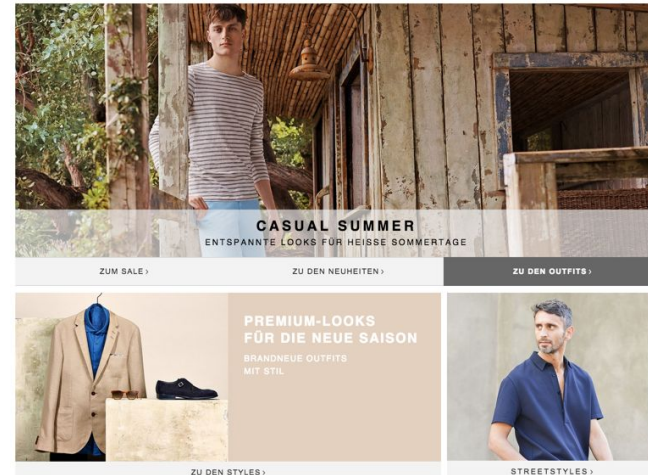 CASUAL SUMMER
ENTSPANNTE LOOKS FÜR HEISSE SOMMERTAGE
ZUM SALE ›
ZU DEN NEUHEITEN ›
ZU DEN OUTFITS ›
PREMIUM-LOOKS
FÜR DIE NEUE SAISON
BRANDNEUE OUTFITS
MIT STIL
ZU DEN STYLES ›
STREETSTYLES ›